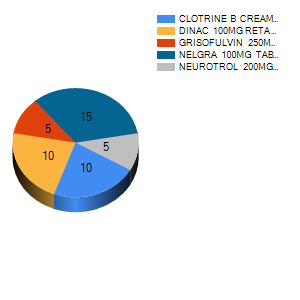 CLOTRINE B CREAM..
DINAC 100MG RETA..
GRISOFULVIN 250M..
NELGRA 100MG TAB..
NEUROTROL 200MG..
15
5
5
10
10